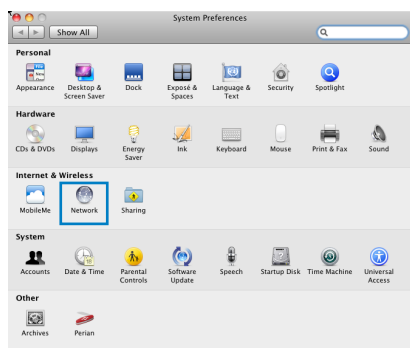 System Preferences
Show All
Personal
Appearance
Desktop & Screen Saver
Dock
Exposé & Spaces
Language & Text
Security
Spotlight
Hardware
CDs & DVDs
Displays
Energy Saver
Ink
Keyboard
Mouse
Print & Fax
Sound
Internet & Wireless
MobileMe
Network
Sharing
System
Accounts
Date & Time
Parental Controls
Software Update
Speech
Startup Disk
Time Machine
Universal Access
Other
Archives
Perian